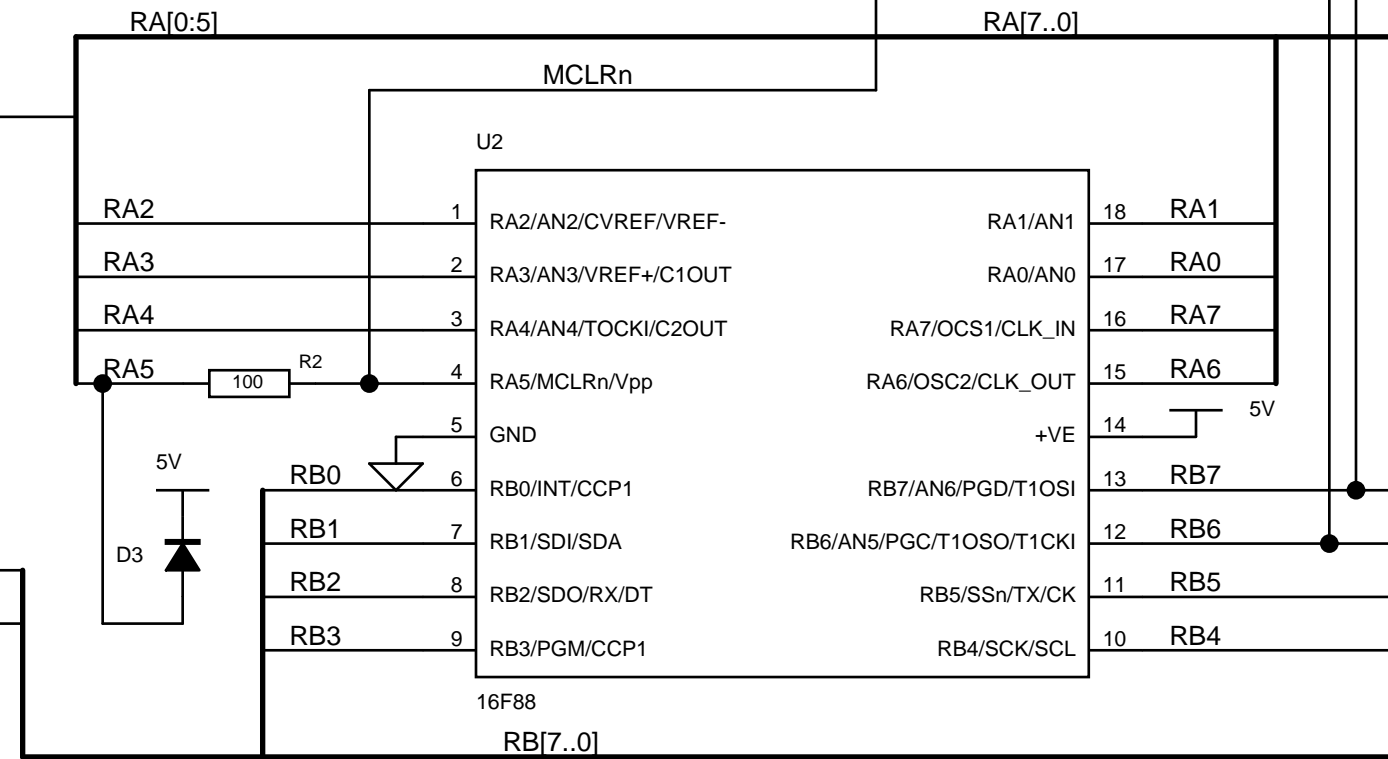 RA[0:5] RA[7..0]
MCLRn
U2
RA2 1 RA2/AN2/CVREF/VREF- RA1/AN1 18 RA1
RA3 2 RA3/AN3/VREF+/C1OUT RA0/AN0 17 RA0
RA4 3 RA4/AN4/TOCKI/C2OUT RA7/OCS1/CLK_IN 16 RA7
RA5 100 R2 4 RA5/MCLRn/Vpp RA6/OSC2/CLK_OUT 15 RA6
5 GND +VE 14 5V
5V
RB0 6 RB0/INT/CCP1 RB7/AN6/PGD/T1OSI 13 RB7
D3
RB1 7 RB1/SDI/SDA RB6/AN5/PGC/T1OSO/T1CKI 12 RB6
RB2 8 RB2/SDO/RX/DT RB5/SSn/TX/CK 11 RB5
RB3 9 RB3/PGM/CCP1 RB4/SCK/SCL 10 RB4
16F88
RB[7..0]